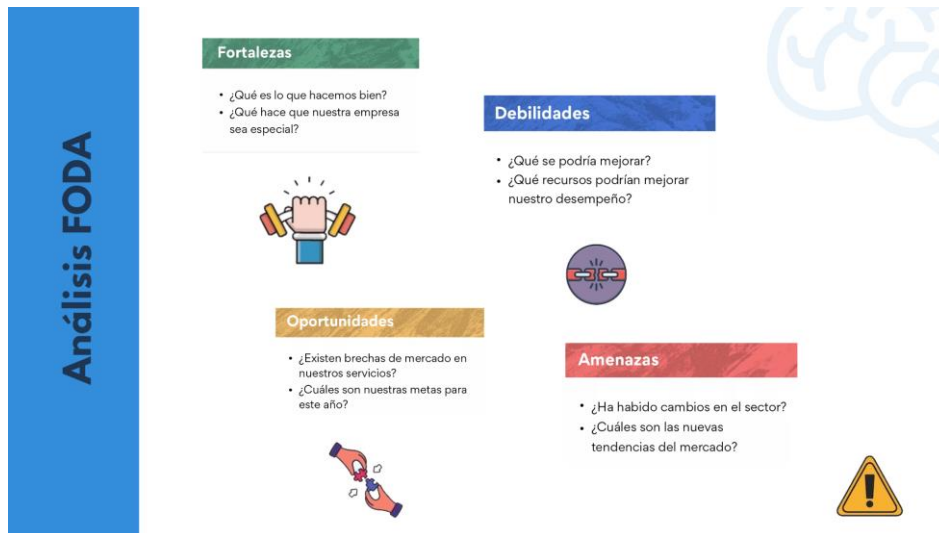 Análisis FODA
Fortalezas
• ¿Qué es lo que hacemos bien?
• ¿Qué hace que nuestra empresa
sea especial?
Debilidades
• ¿Qué se podría mejorar?
• ¿Qué recursos podrían mejorar
nuestro desempeño?
Oportunidades
• ¿Existen brechas de mercado en
nuestros servicios?
• ¿Cuáles son nuestras metas para
este año?
Amenazas
• ¿Ha habido cambios en el sector?
• ¿Cuáles son las nuevas
tendencias del mercado?